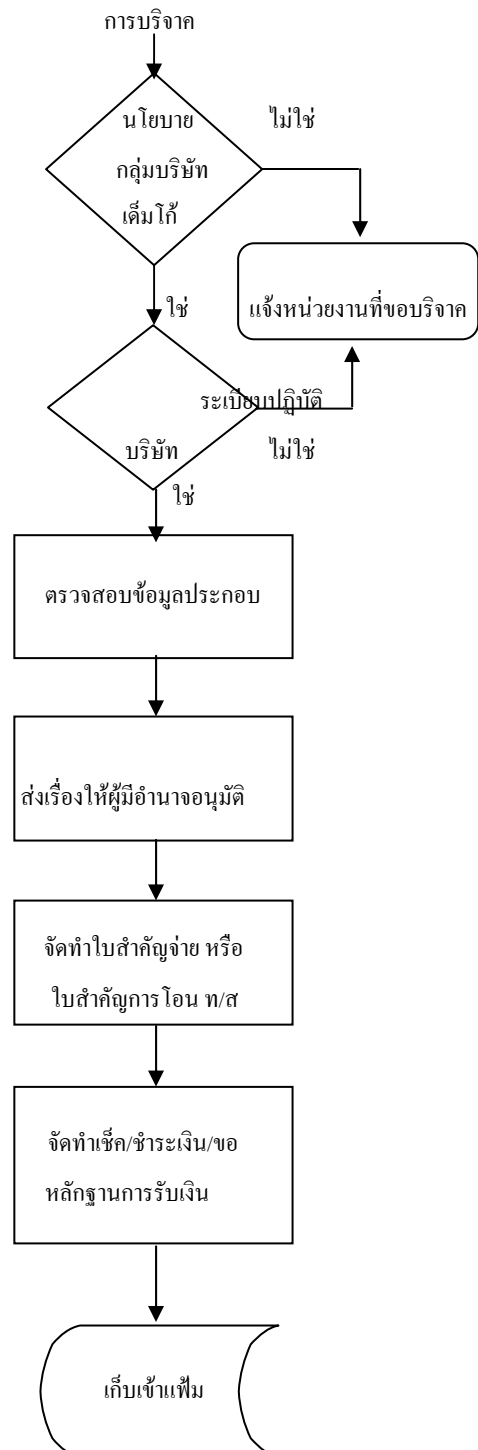 การบริจาค
นโยบาย
ไม่ใช่
กลุ่มบริษัท
เด็มโก้
แจ้งหน่วยงานที่ขอบริจาค
ใช่
ระเบียบปฏิบัติ
บริษัท
ไม่ใช่
ใช่
ตรวจสอบข้อมูลประกอบ
ส่งเรื่องให้ผู้มีอำนาจอนุมัติ
จัดทำใบสำคัญจ่าย หรือ
ใบสำคัญการโอน ท/ส
จัดทำเช็ค/ชำระเงิน/ขอ
หลักฐานการรับเงิน
เก็บเข้าแฟ้ม